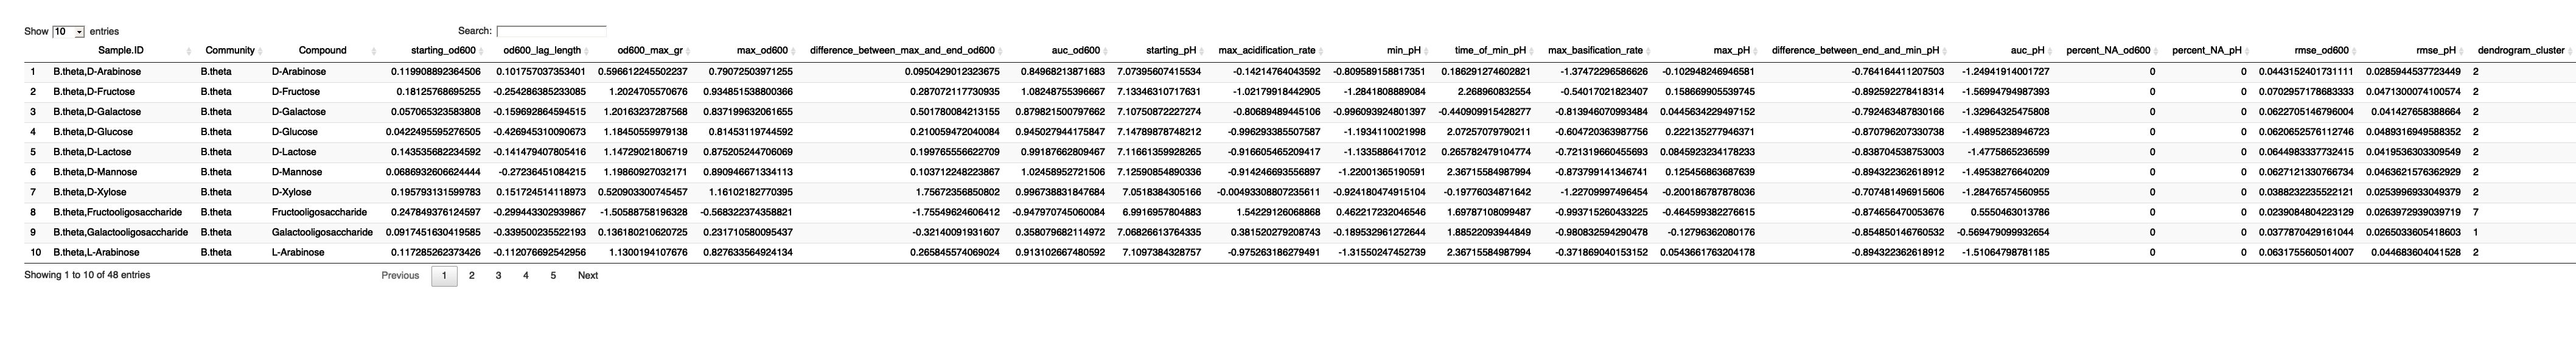 Show 10 entries Search:
Sample.ID Community Compound starting_od600 od600_lag_length od600_max_gr max_od600 difference_between_max_and_end_od600 auc_od600 starting_pH max_acidification_rate min_pH time_of_min_pH max_basification_rate max_pH difference_between_end_and_min_pH auc_pH percent_NA_od600 percent_NA_pH rmse_od600 rmse_pH dendrogram_cluster
1 B.theta,D-Arabinose B.theta D-Arabinose 0.119908892364506 0.101757037353401 0.596612245502237 0.79072503971255 0.0950429012323675 0.84968213871683 7.07395607415534 -0.14214764043592 -0.809589158817351 0.186291274602821 -1.37472296586626 -0.102948246946581 -0.764164411207503 -1.24941914001727 0 0 0.0443152401731111 0.0285944537723449 2
2 B.theta,D-Fructose B.theta D-Fructose 0.18125768695255 -0.254286385233085 1.2024705570676 0.934851538800366 0.287072117730935 1.08248755396667 7.13346310717631 -1.02179918442905 -1.2841808889084 2.268960832554 -0.54017021823407 0.158669905539745 -0.892592278418314 -1.56994794987393 0 0 0.0702957178683333 0.0471300074100574 2
3 B.theta,D-Galactose B.theta D-Galactose 0.057065323583808 -0.159692864594515 1.20163237287568 0.837199632061655 0.501780084213155 0.879821500797662 7.10750872227274 -0.80689489445106 -0.996093924801397 -0.440909915428277 -0.813946070993484 0.0445634229497152 -0.792463487830166 -1.32964325475808 0 0 0.0622705146796004 0.041427658388664 2
4 B.theta,D-Glucose B.theta D-Glucose 0.0422495595276505 -0.426945310090673 1.18450559979138 0.81453119744592 0.210059472040084 0.945027944175847 7.14789878748212 -0.996293385507587 -1.1934110021998 2.07257079790211 -0.604720363987756 0.222135277946371 -0.870796207330738 -1.49895238946723 0 0 0.0620652576112746 0.0489316949588352 2
5 B.theta,D-Lactose B.theta D-Lactose 0.143535682234592 -0.141479407805416 1.14729021806719 0.875205244706069 0.199765556622709 0.99187662809467 7.11661359928265 -0.916605465209417 -1.1335886417012 0.265782479104774 -0.721319660455693 0.0845923234178233 -0.838704538753003 -1.4775865236599 0 0 0.0644983337732415 0.0419536303309549 2
6 B.theta,D-Mannose B.theta D-Mannose 0.0686932606624444 -0.27236451084215 1.19860927032171 0.890946671334113 0.103712248223867 1.02458952721506 7.12590854890336 -0.914246693556897 -1.22001365190591 2.36715584987994 -0.873799141346741 0.125456863687639 -0.894322362618912 -1.49538276640209 0 0 0.0627121330766734 0.0463621576362929 2
7 B.theta,D-Xylose B.theta D-Xylose 0.195793131599783 0.151724514118973 0.520903300745457 1.16102182770395 1.75672356850802 0.996738831847684 7.0518384305166 -0.00493308807235611 -0.924180474915104 -0.19776034871642 -1.22709997496454 -0.200186787878036 -0.707481496915606 -1.28476574560955 0 0 0.0388232235522121 0.0253996933049379 2
8 B.theta,Fructooligosaccharide B.theta Fructooligosaccharide 0.247849376124597 -0.299443302939867 -1.50588758196328 -0.568322374358821 -1.75549624606412 -0.947970745060084 6.9916957804883 1.54229126068868 0.462217232046546 1.69787108099487 -0.993715260433225 -0.464599382276615 -0.874656470053676 0.5550463013786 0 0 0.0239084804223129 0.0263972939039719 7
9 B.theta,Galactooligosaccharide B.theta Galactooligosaccharide 0.0917451630419585 -0.339500235522193 0.136180210620725 0.231710580095437 -0.32140091931607 0.358079682114972 7.06826613764335 0.381520279208743 -0.189532961272644 1.88522093944849 -0.980832594290478 -0.12796362080176 -0.854850146760532 -0.569479099932654 0 0 0.0377870429161044 0.0265033605418603 1
10 B.theta,L-Arabinose B.theta L-Arabinose 0.117285262373426 -0.112076692542956 1.1300194107676 0.827633564924134 0.265845574069024 0.913102667480592 7.1097384328757 -0.975263186279491 -1.31550247452739 2.36715584987994 -0.371869040153152 0.0543661763204178 -0.894322362618912 -1.51064798781185 0 0 0.0631755605014007 0.044683604041528 2
Showing 1 to 10 of 48 entries Previous 1 2 3 4 5 Next